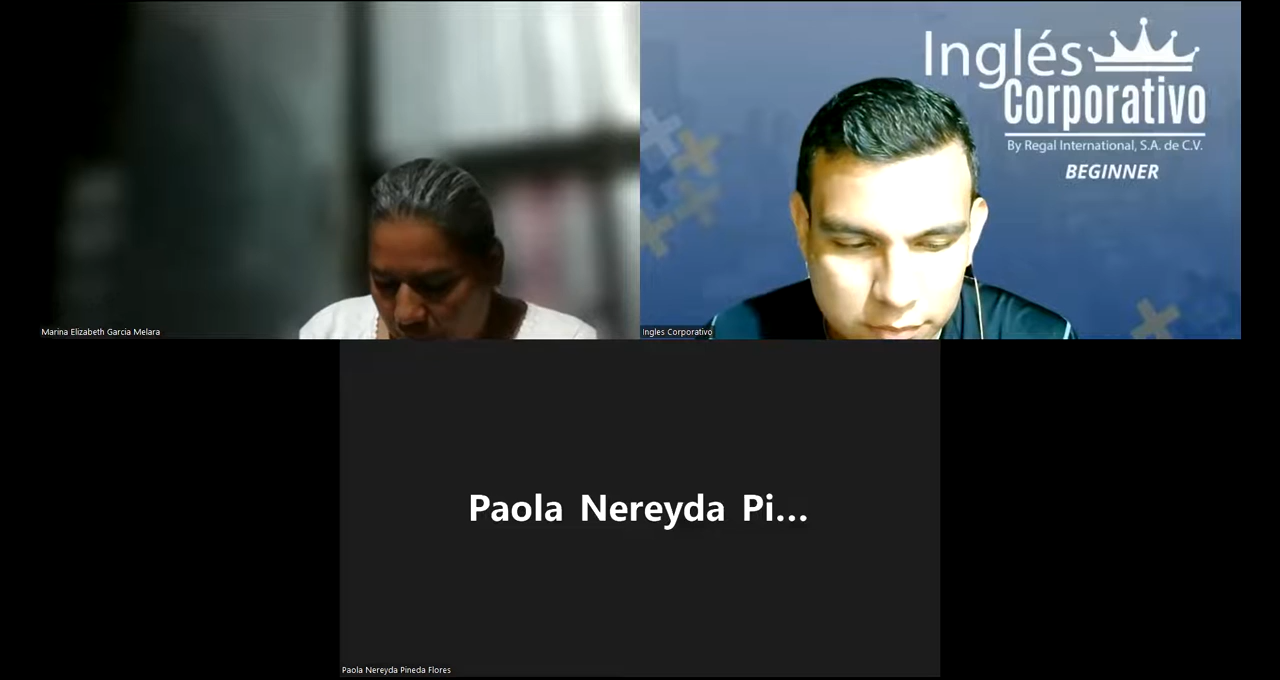 Inglés
Corporativo
By Regal International, S.A. de C.V.
BEGINNER
Marina Elizabeth Garcia Melara
Ingles Corporativo
Paola Nereyda Pi...
Paola Nereyda Pineda Flores